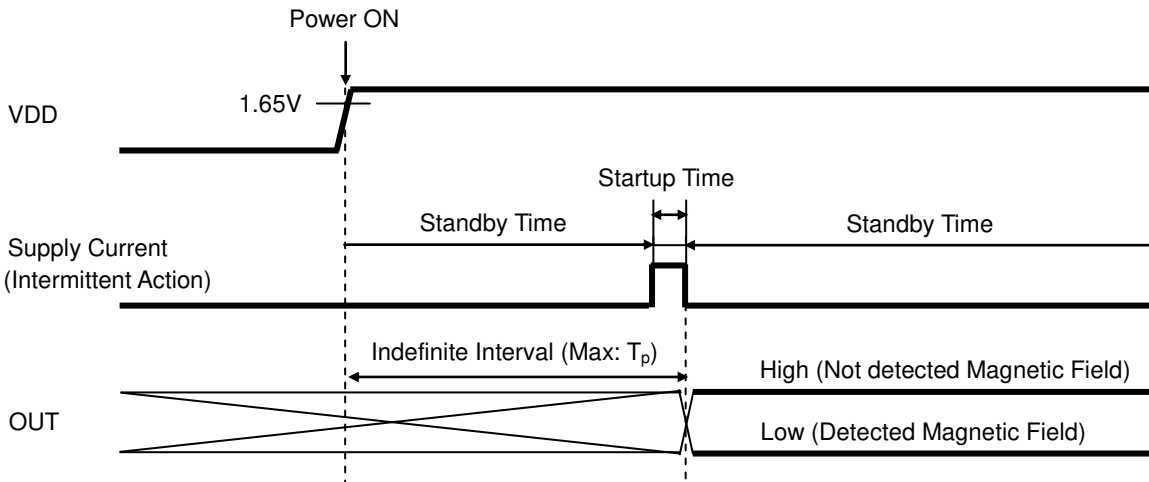 Power ON
1.65V
VDD
Startup Time
Standby Time
Standby Time
Supply Current
(Intermittent Action)
Indefinite Interval (Max: Tp)
High (Not detected Magnetic Field)
OUT
Low (Detected Magnetic Field)